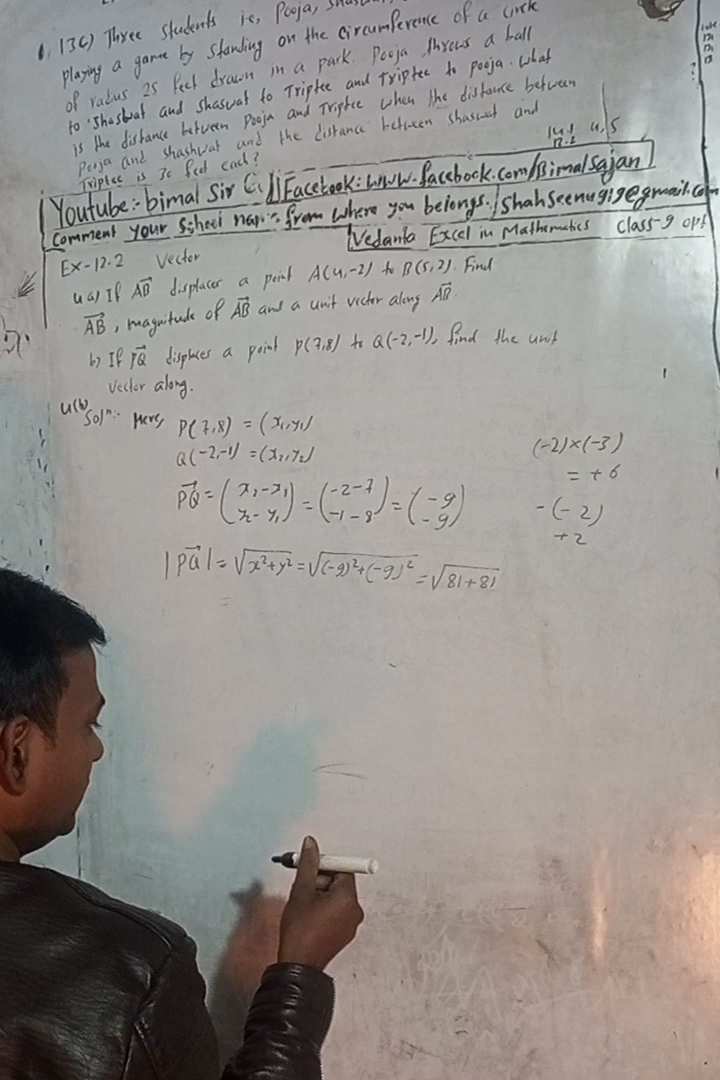 1. 13c) Three students ie, Pooja,
playing a game by standing on the circumference of a circle
of radius 25 feet drawn in a park. Pooja throws a ball
to Shashwat and shaswat to Triptee and Triptee to pooja. what
is the distance between Pooja and Triptee when the distance between
Pooja and shashwat and the distance between shaswat and
Triptee is 30 feet each?
Youtube:- bimal Sir Facebook: www.facebook.com/Bimalsajan
Comment your School name from where you belongs. / Shahseenu919@gmail.com
Vedanta Excel in Mathematics Class-9 opt
Ex-12.2 Vector
4 a) If AB⃗ displaces a point A(4,-2) to B(5,2). Find
AB⃗, magnitude of AB⃗ and a unit vector along AB⃗.
b) If PQ⃗ displaces a point P(7,8) to Q(-2,-1), find the unit
vector along.
4(b)
Solⁿ:- Here, P(7,8) = (x₁,y₁)
Q(-2,-1) = (x₂,y₂)
PQ⃗ = (x₂-x₁ / y₂-y₁) = (-2-7 / -1-8) = (-9 / -9)
|PQ⃗| = √x²+y² = √(-9)²+(-9)² = √81+81
=
(-2)×(-3)
= +6
-(-2)
+2